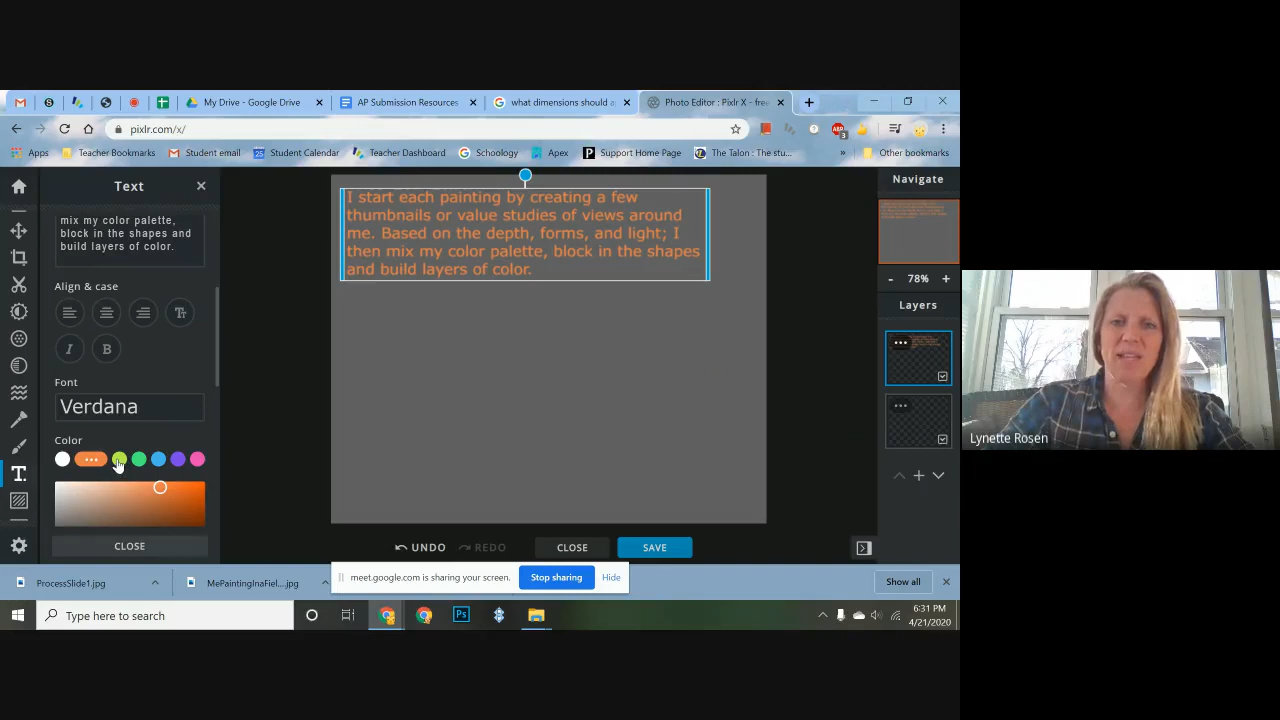 My Drive - Google Drive
AP Submission Resources
what dimensions should a
Photo Editor : Pixlr X - free
pixlr.com/x/
3
Apps
Teacher Bookmarks
Student email
Student Calendar
Teacher Dashboard
Schoology
Apex
Support Home Page
The Talon : The stu...
»
Other bookmarks
Text
mix my color palette,
block in the shapes and
build layers of color.
Align & case
Font
Verdana
Color
CLOSE
I start each painting by creating a few
thumbnails or value studies of views around
me. Based on the depth, forms, and light; I
then mix my color palette, block in the shapes
and build layers of color.
UNDO
REDO
CLOSE
SAVE
Navigate
- 78% +
Layers
Lynette Rosen
meet.google.com is sharing your screen.
Stop sharing
Hide
ProcessSlide1.jpg
MePaintingInaFiel....jpg
Show all
Type here to search
Ps
6:31 PM
4/21/2020